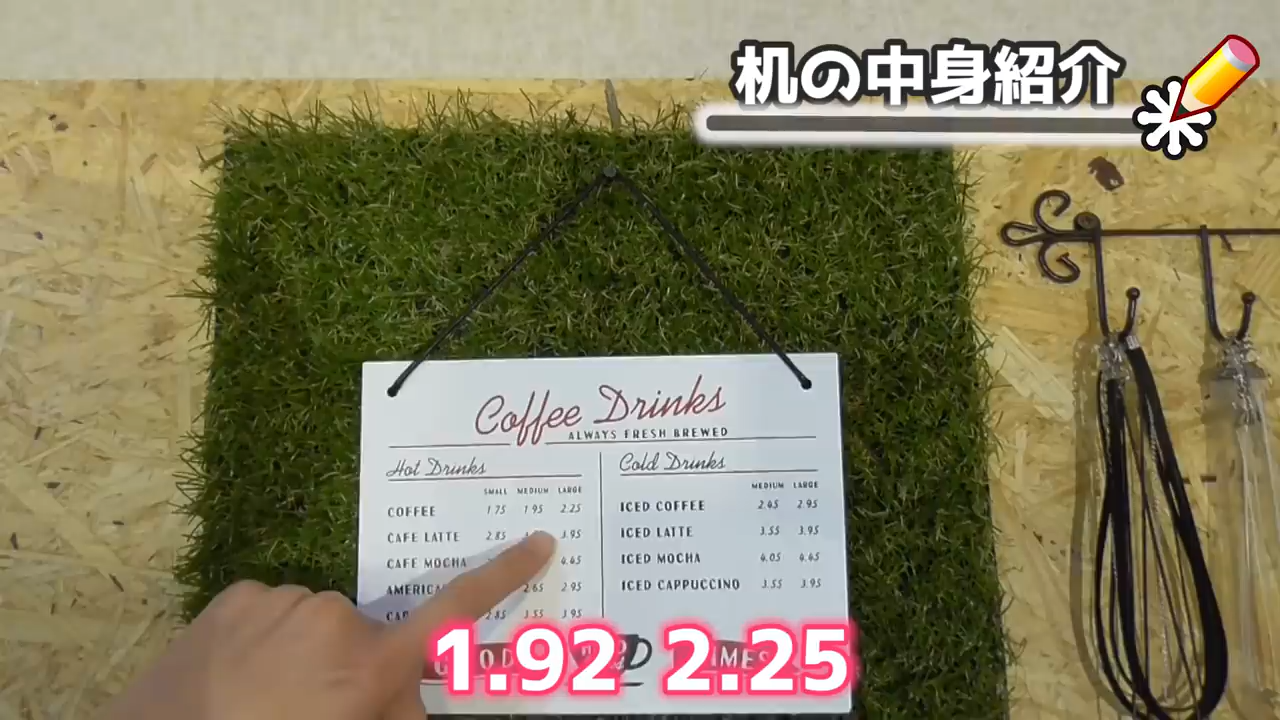 机の中身紹介
Coffee Drinks
ALWAYS FRESH BREWED
Hot Drinks
SMALL MEDIUM LARGE
COFFEE 1.75 1.95 2.25
CAFE LATTE 2.85 3.95
CAFE MOCHA 4.45
2.65 2.95
2.85 3.55 3.95
Cold Drinks
MEDIUM LARGE
ICED COFFEE 2.45 2.95
ICED LATTE 3.55 3.95
ICED MOCHA 4.05 4.45
ICED CAPPUCCINO 3.55 3.95
1.92 2.25